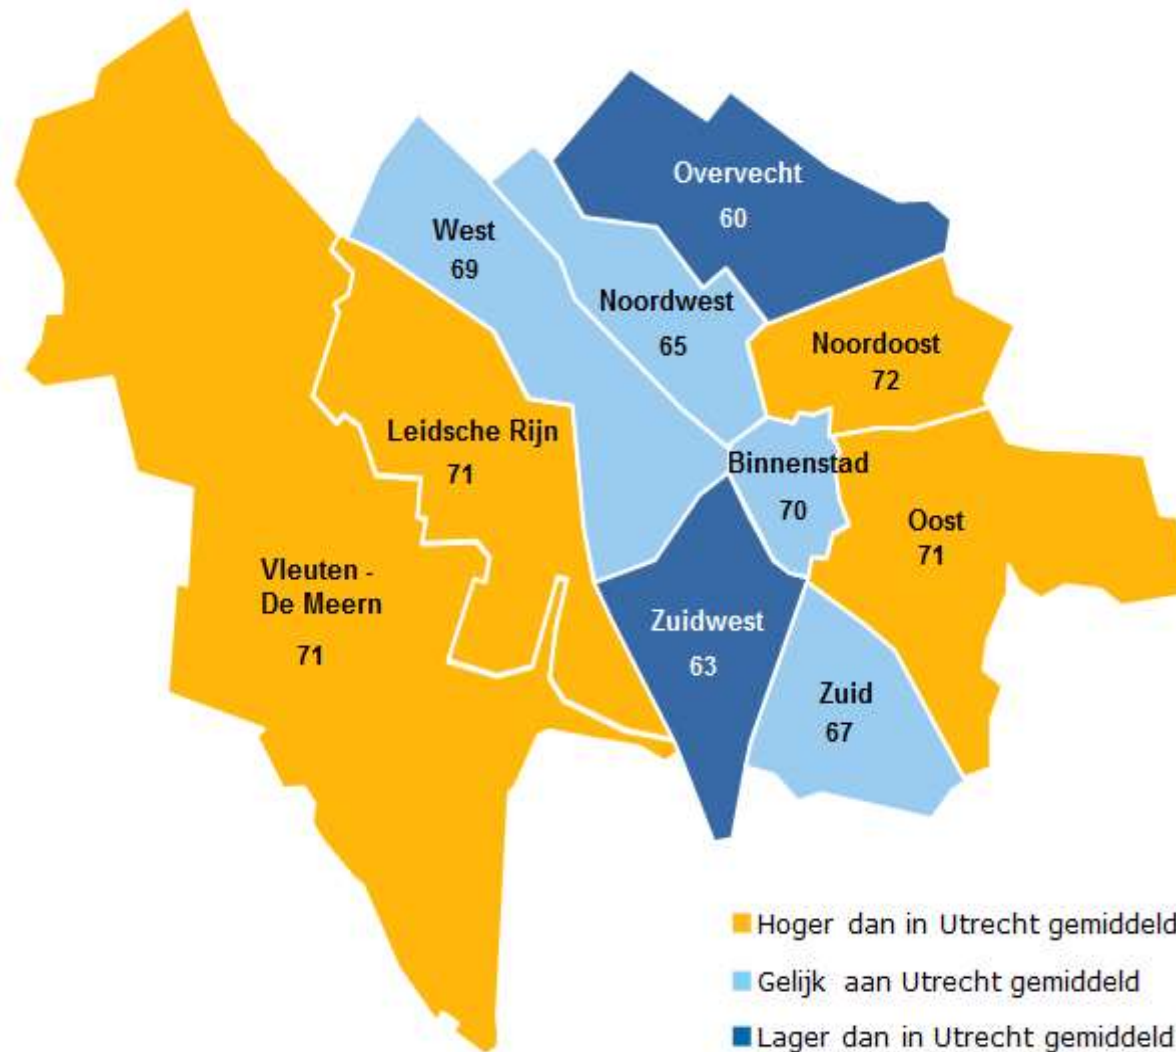 Overvecht
60
West
69
Noordwest
65
Noordoost
72
Leidsche Rijn
71
Binnenstad
70
Oost
71
Vleuten -
De Meern
71
Zuidwest
63
Zuid
67
Hoger dan in Utrecht gemiddeld
Gelijk aan Utrecht gemiddeld
Lager dan in Utrecht gemiddeld